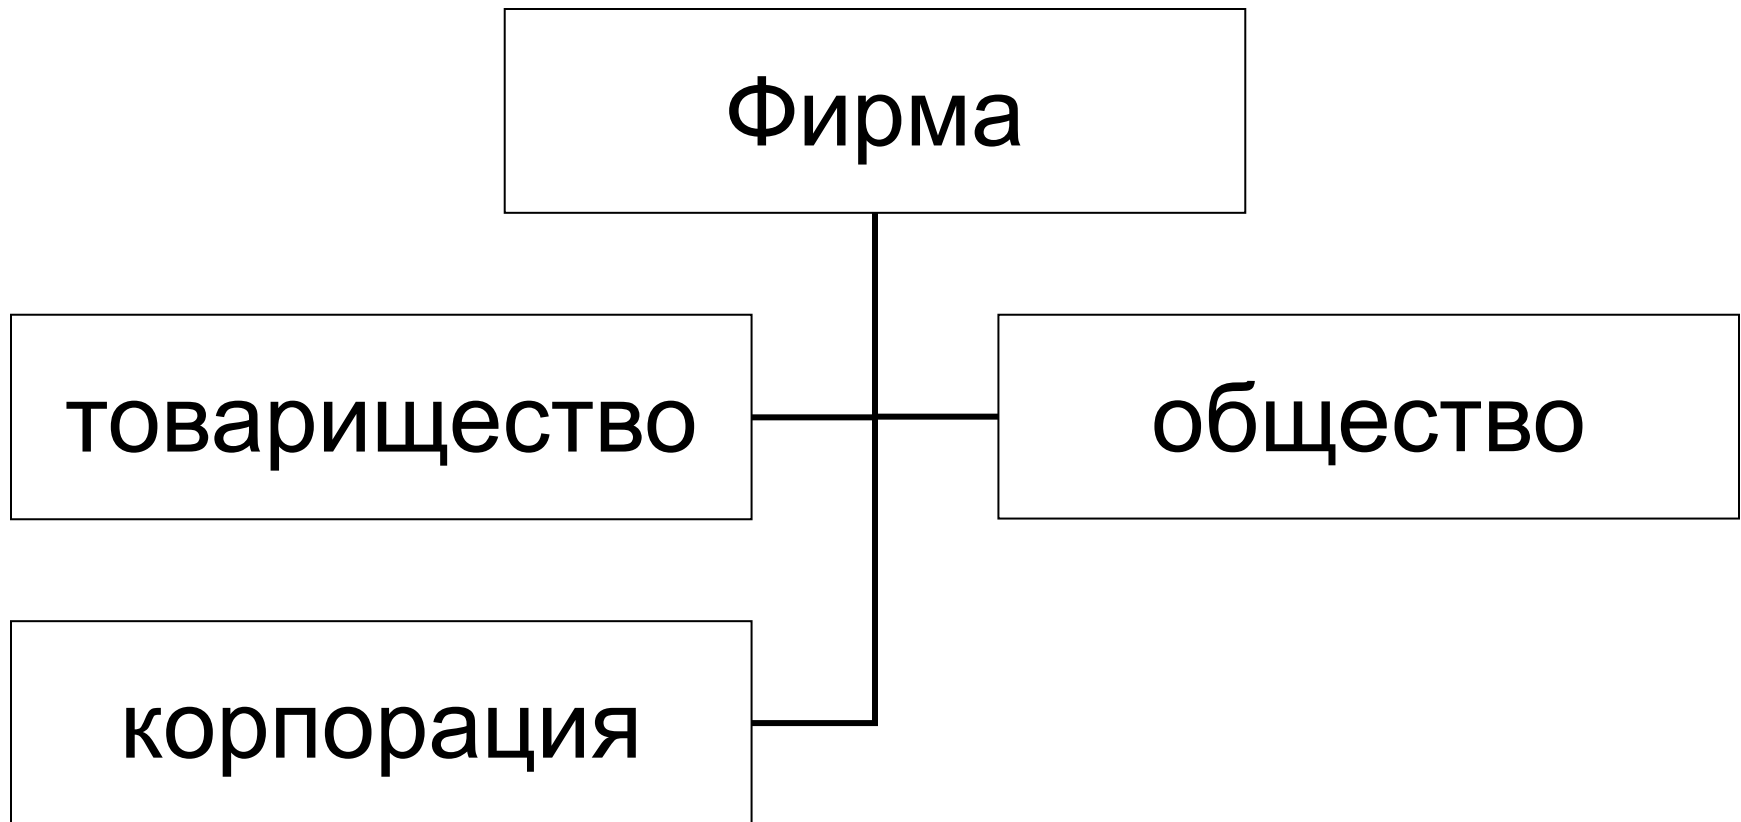 Фирма
товарищество
общество
корпорация